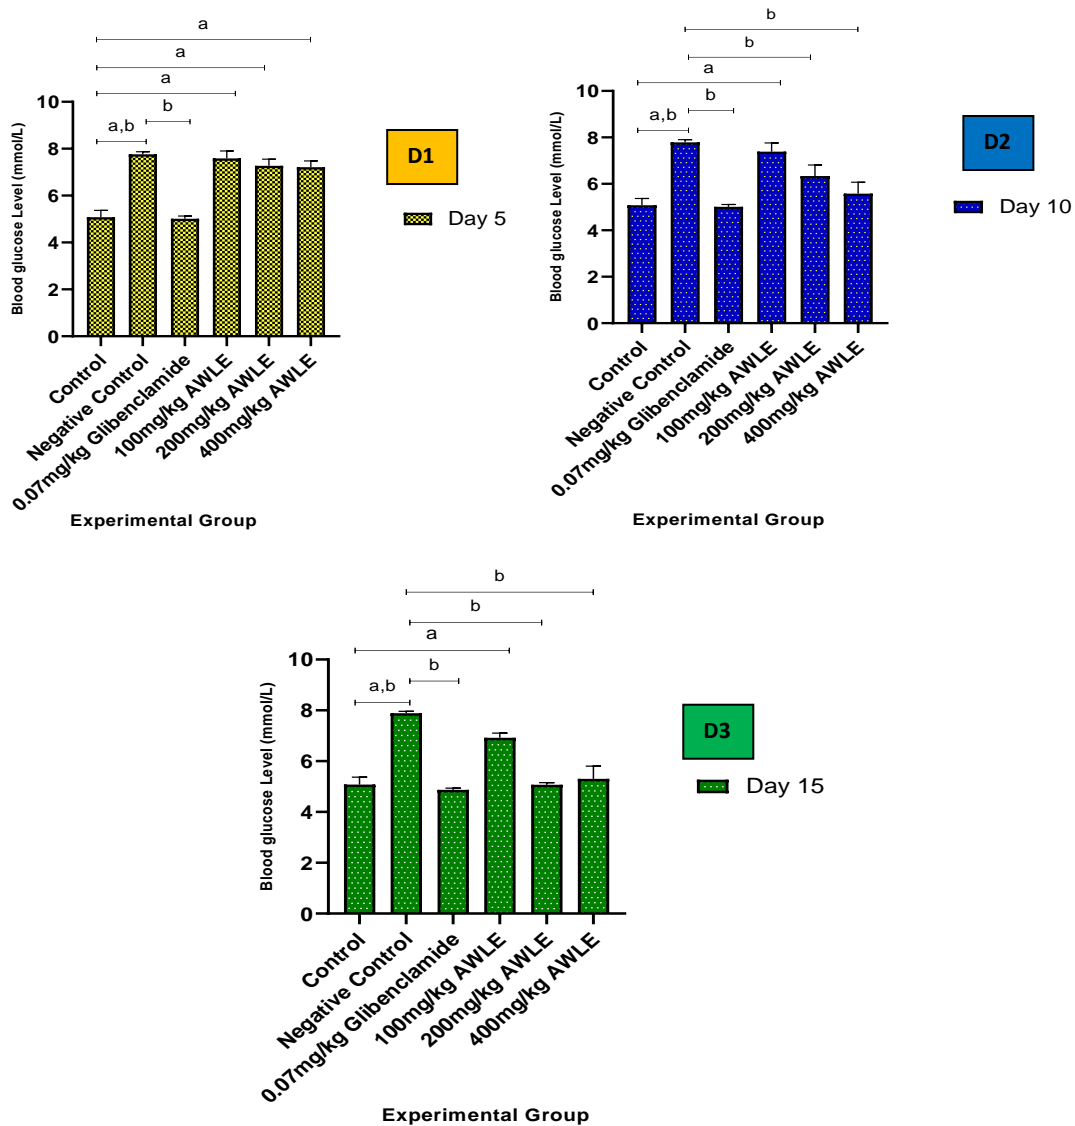 a
a
a
b
a,b
10
8
6
4
2
0
Blood glucose Level (mmol/L)
Control
Negative Control
0.07mg/kg Glibenclamide
100mg/kg AWLE
200mg/kg AWLE
400mg/kg AWLE
Experimental Group
D1
Day 5
b
b
a
b
a,b
10
8
6
4
2
0
Blood glucose Level (mmol/L)
Control
Negative Control
0.07mg/kg Glibenclamide
100mg/kg AWLE
200mg/kg AWLE
400mg/kg AWLE
Experimental Group
D2
Day 10
b
b
a
b
a,b
10
8
6
4
2
0
Blood glucose Level (mmol/L)
Control
Negative Control
0.07mg/kg Glibenclamide
100mg/kg AWLE
200mg/kg AWLE
400mg/kg AWLE
Experimental Group
D3
Day 15